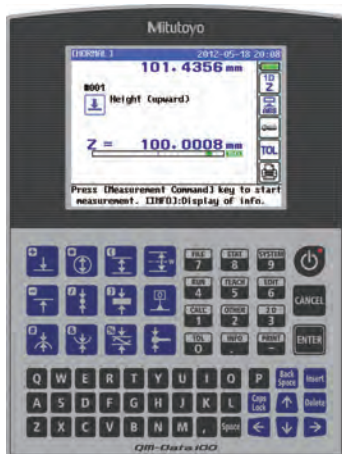 Mitutoyo
[NORMAL ] 2012-05-18 20:08
101.4356 mm
1D
Z
#001
Height (upward)
Z = 100.0008 mm
TOL
Press [Measurement Command] key to start
measurement. [INFO]:Display of info.
FILE STAT SYSTEM
7 8 9
RUN TEACH EDIT
4 5 6 CANCEL
CALC OTHER 2D
1 2 3
TOL INFO PRINT
0 . - ENTER
Q W E R T Y U I O P Back Space Insert
A S D F G H J K L Caps Lock Delete
Z X C V B N M , Space
QM-Data100